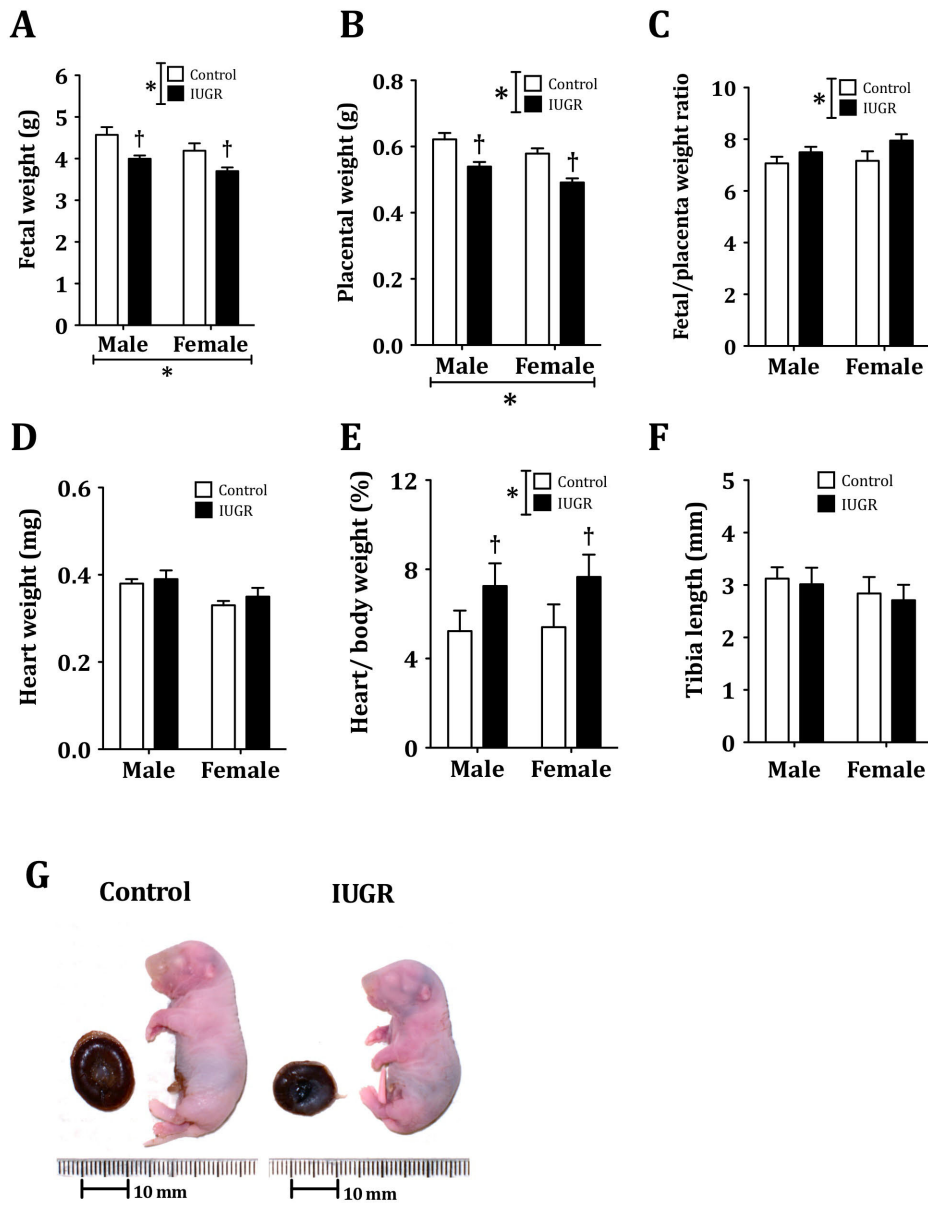 A
Fetal weight (g)
6
5
4
3
2
1
0
* Control
IUGR
† †
Male Female
*
B
Placental weight (g)
0.8
0.6
0.4
0.2
0.0
* Control
IUGR
† †
Male Female
*
C
Fetal/placenta weight ratio
10
8
6
4
2
0
* Control
IUGR
Male Female
D
Heart weight (mg)
0.6
0.4
0.2
0.0
Control
IUGR
Male Female
E
Heart/ body weight (%)
12
8
4
0
* Control
IUGR
† †
Male Female
F
Tibia length (mm)
5
4
3
2
1
0
Control
IUGR
Male Female
G
Control IUGR
10 mm 10 mm